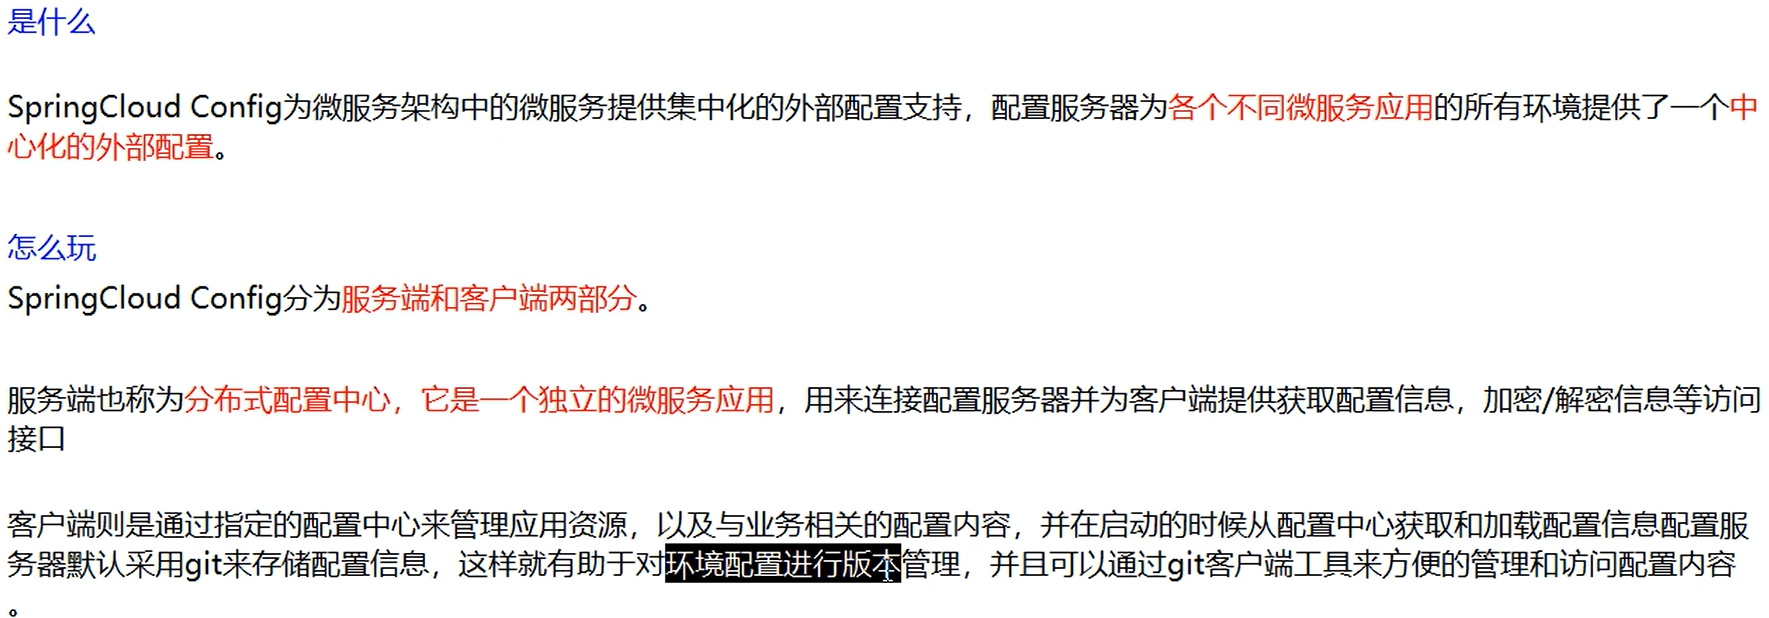 是什么
SpringCloud Config为微服务架构中的微服务提供集中化的外部配置支持，配置服务器为各个不同微服务应用的所有环境提供了一个中
心化的外部配置。
怎么玩
SpringCloud Config分为服务端和客户端两部分。
服务端也称为分布式配置中心，它是一个独立的微服务应用，用来连接配置服务器并为客户端提供获取配置信息，加密/解密信息等访问
接口
客户端则是通过指定的配置中心来管理应用资源，以及与业务相关的配置内容，并在启动的时候从配置中心获取和加载配置信息配置服
务器默认采用git来存储配置信息，这样就有助于对环境配置进行版本管理，并且可以通过git客户端工具来方便的管理和访问配置内容
。